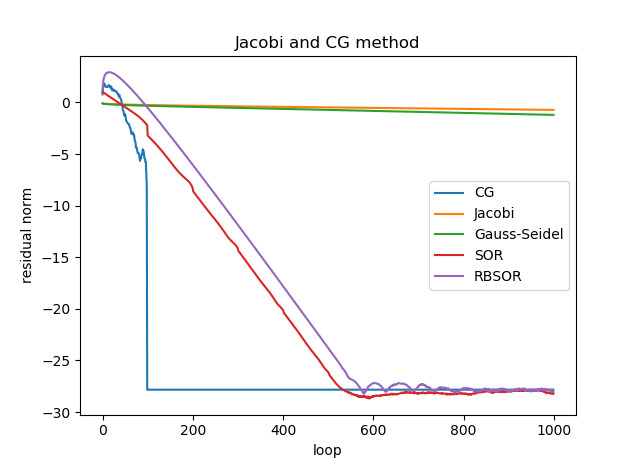 Jacobi and CG method
residual norm
0
−5
−10
−15
−20
−25
−30
CG
Jacobi
Gauss-Seidel
SOR
RBSOR
0 200 400 600 800 1000
loop